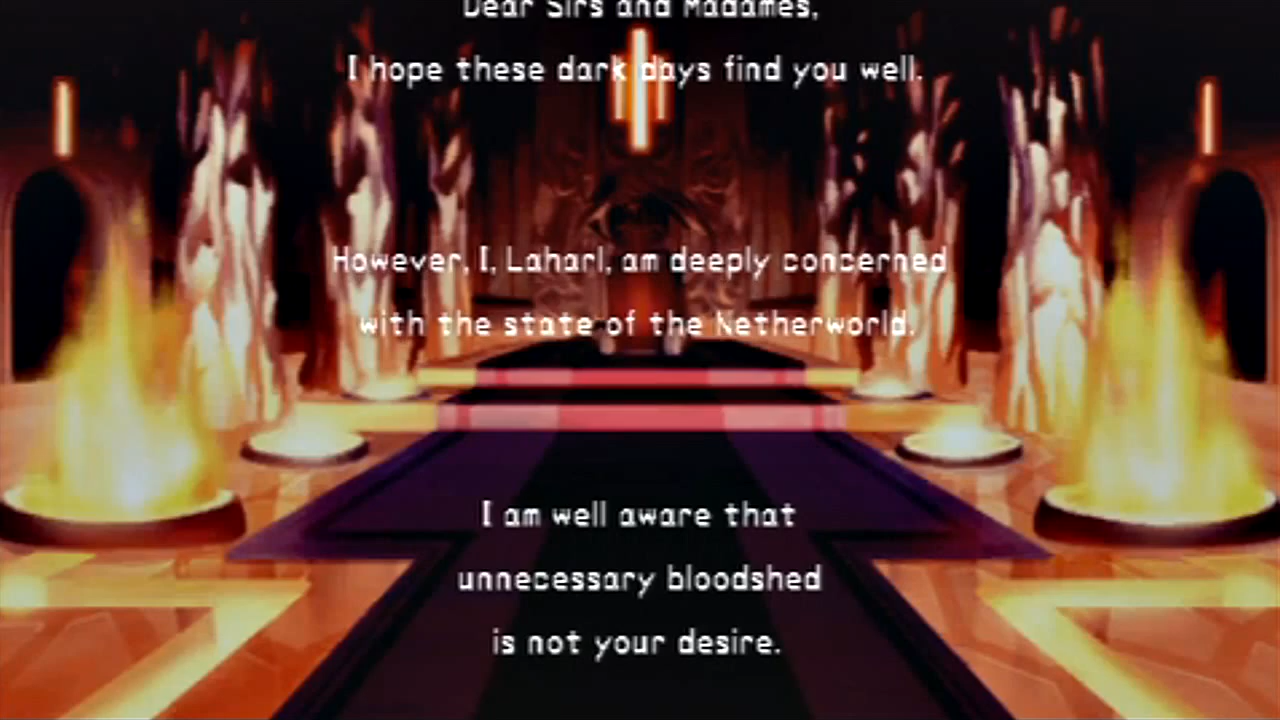 Dear Sirs and Madames,
I hope these dark days find you well.
However, I, Laharl, am deeply concerned
with the state of the Netherworld.
I am well aware that
unnecessary bloodshed
is not your desire.